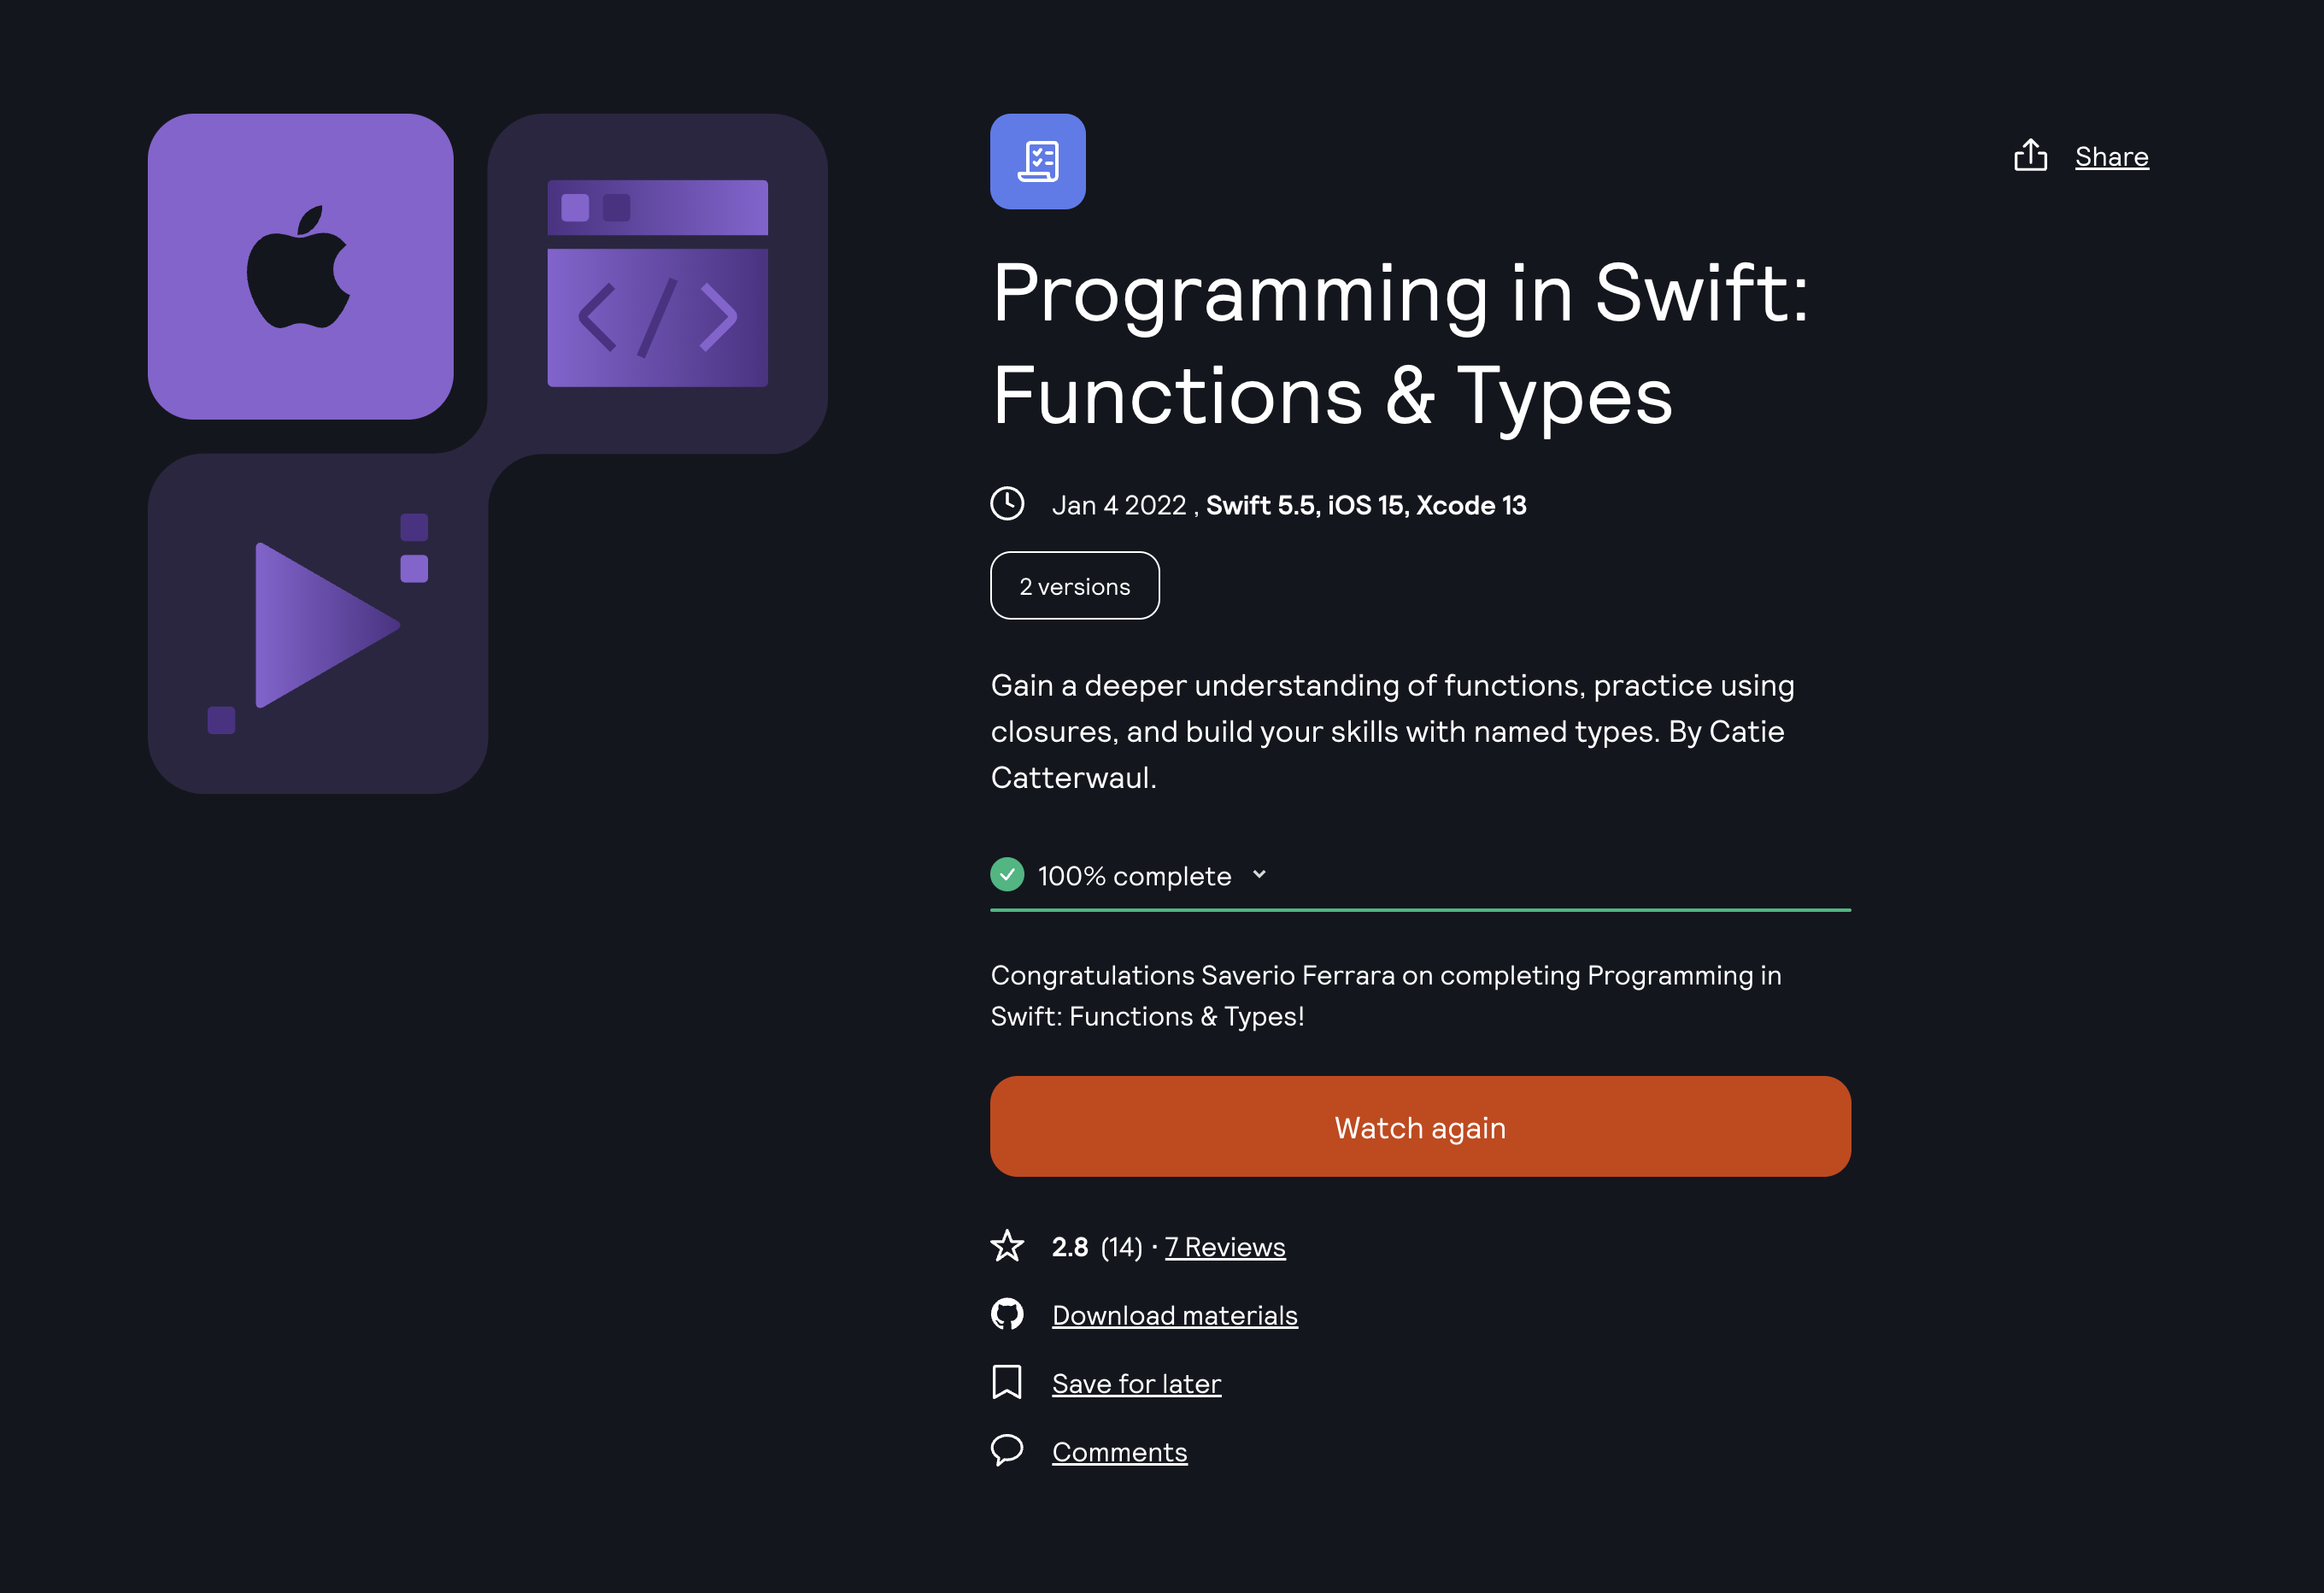 Share
Programming in Swift:
Functions & Types
Jan 4 2022 , Swift 5.5, iOS 15, Xcode 13
2 versions
Gain a deeper understanding of functions, practice using
closures, and build your skills with named types. By Catie
Catterwaul.
100% complete
Congratulations Saverio Ferrara on completing Programming in
Swift: Functions & Types!
Watch again
2.8 (14) · 7 Reviews
Download materials
Save for later
Comments